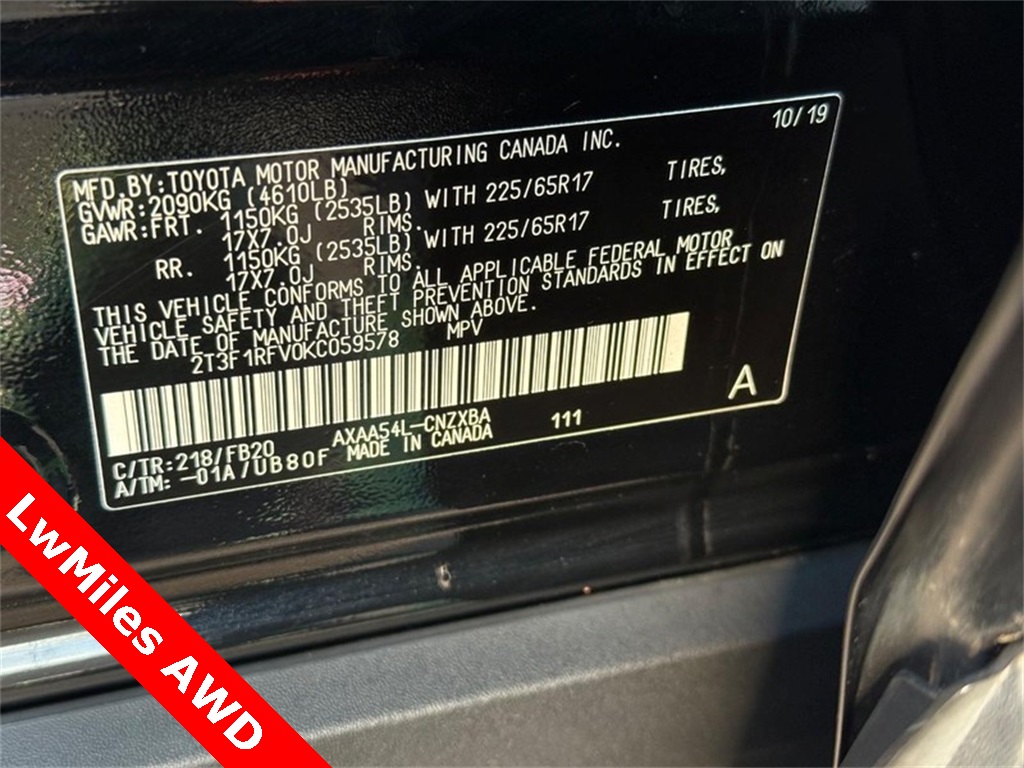 10/19
MFD.BY:TOYOTA MOTOR MANUFACTURING CANADA INC.
GVWR:2090KG (4610LB)
GAWR:FRT. 1150KG (2535LB) WITH 225/65R17 TIRES,
17X7.0J RIMS.
RR. 1150KG (2535LB) WITH 225/65R17 TIRES,
17X7.0J RIMS.
THIS VEHICLE CONFORMS TO ALL APPLICABLE FEDERAL MOTOR
VEHICLE SAFETY AND THEFT PREVENTION STANDARDS IN EFFECT ON
THE DATE OF MANUFACTURE SHOWN ABOVE.
2T3F1RFV0KC059578 MPV
A
C/TR:218/FB20 AXAA54L-CNZXBA 111
A/TM: -01A/UB80F MADE IN CANADA
LwMiles AWD